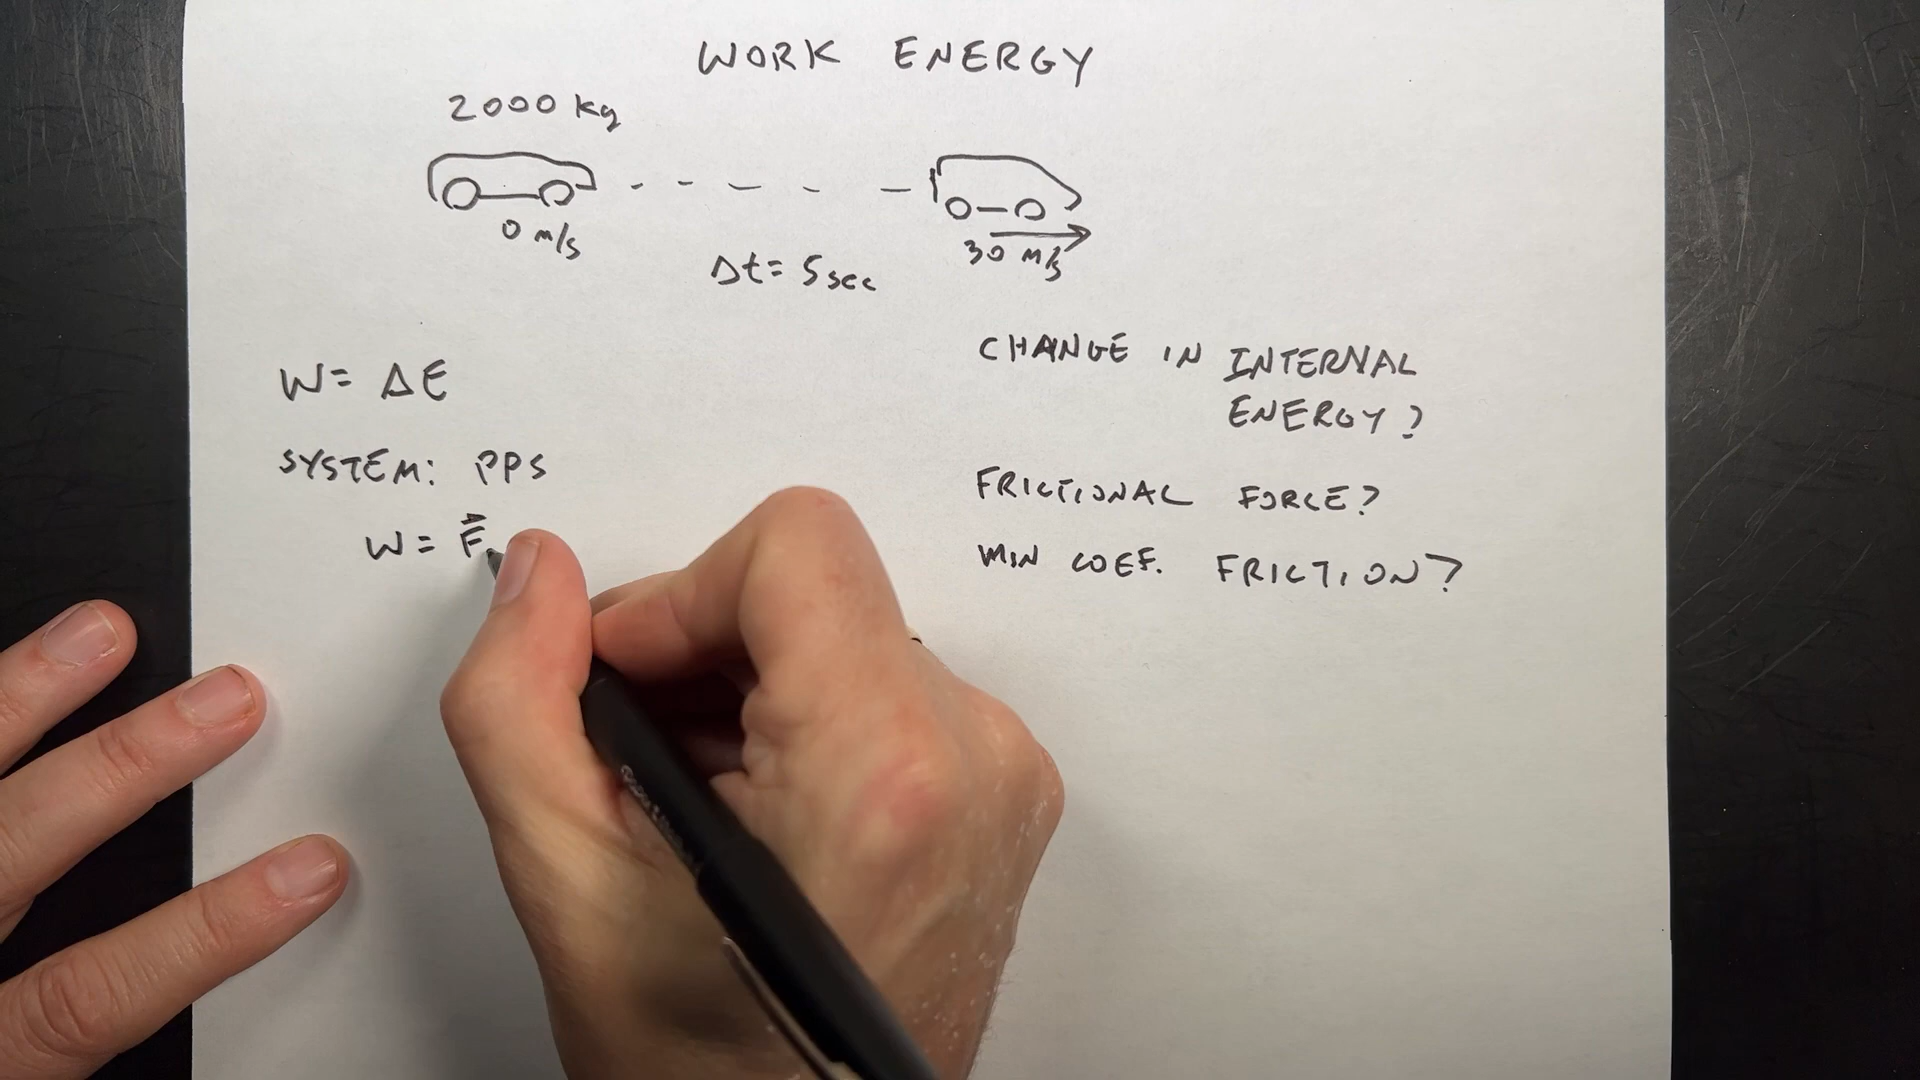 WORK ENERGY
2000 kg
0 m/s
30 m/s
Δt = 5 sec
W = ΔE
SYSTEM: PPS
W = F⃗
CHANGE IN INTERNAL
ENERGY?
FRICTIONAL FORCE?
MIN COEF. FRICTION?